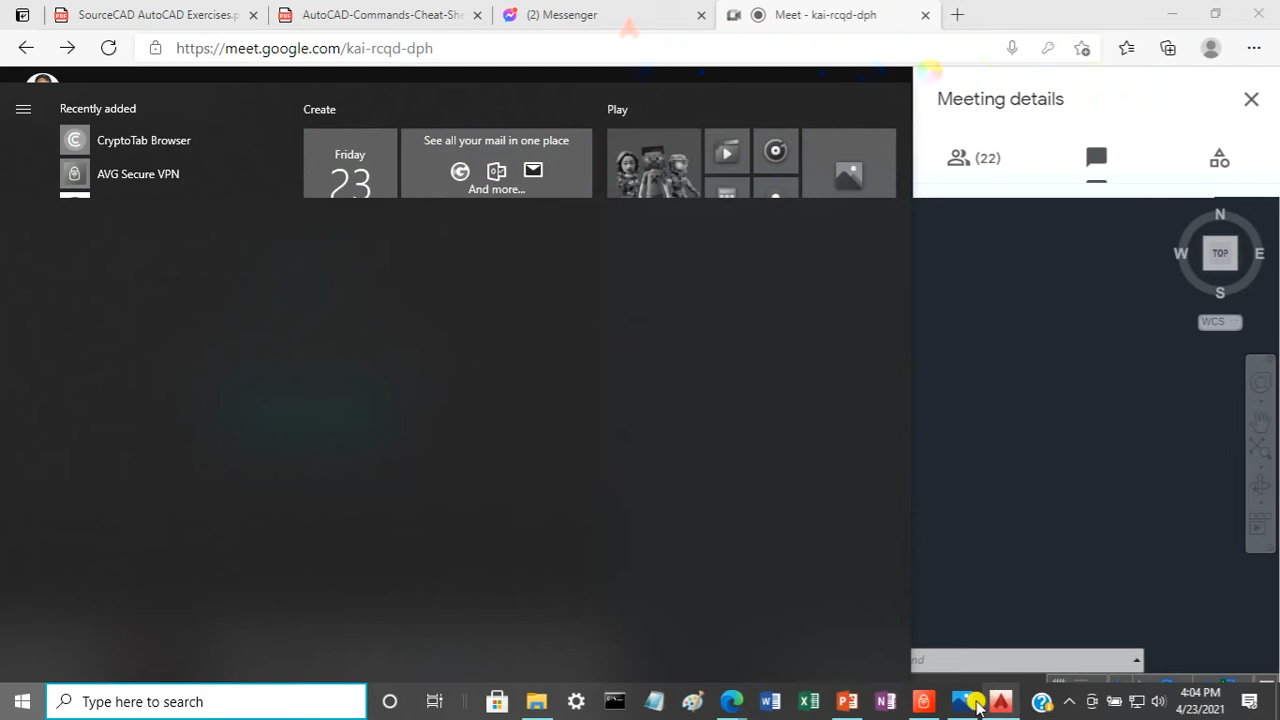 SourceCAD AutoCAD Exercises.p
AutoCAD-Commands-Cheat-She
(2) Messenger
Meet - kai-rcqd-dph
https://meet.google.com/kai-rcqd-dph
Recently added
Create
Play
Meeting details
CryptoTab Browser
AVG Secure VPN
Friday
23
See all your mail in one place
And more...
(22)
N
W
TOP
E
S
WCS
nd
Type here to search
4:04 PM
4/23/2021